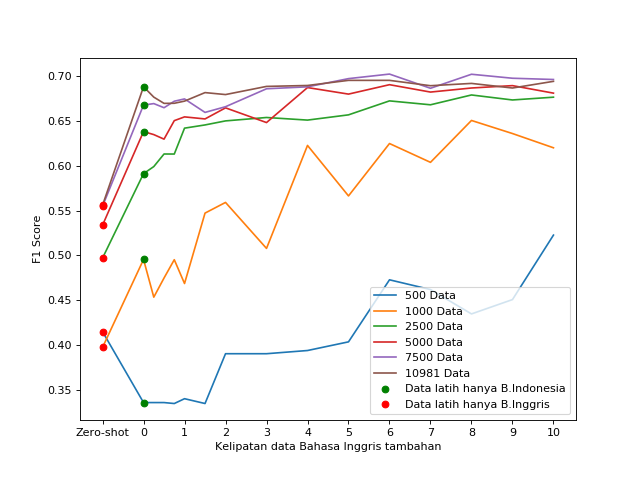 0.70
0.65
0.60
0.55
0.50
0.45
0.40
0.35
F1 Score
500 Data
1000 Data
2500 Data
5000 Data
7500 Data
10981 Data
Data latih hanya B.Indonesia
Data latih hanya B.Inggris
Zero-shot 0 1 2 3 4 5 6 7 8 9 10
Kelipatan data Bahasa Inggris tambahan